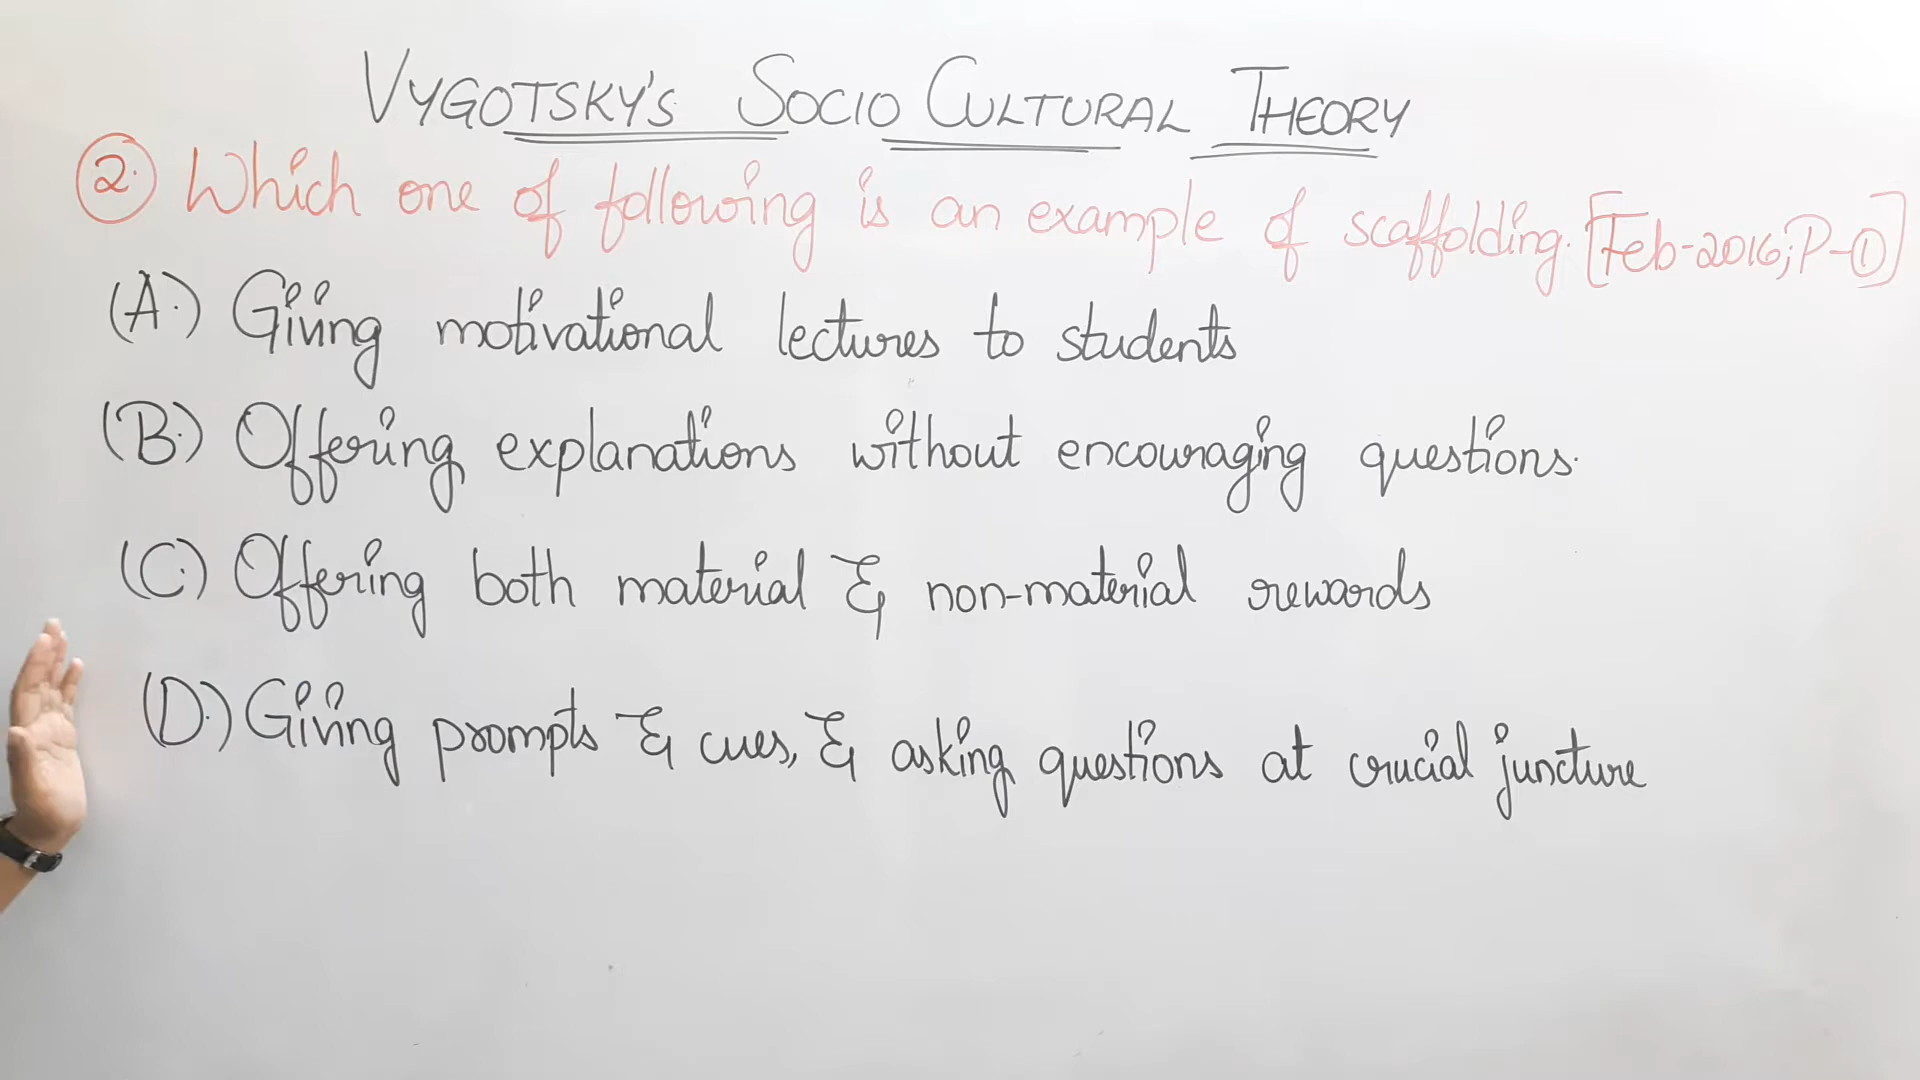 VYGOTSKY'S SOCIO CULTURAL THEORY
2. Which one of following is an example of scaffolding. [Feb-2016; P-1]
(A.) Giving motivational lectures to students
(B.) Offering explanations without encouraging questions.
(C.) Offering both material & non-material rewards
(D.) Giving prompts & cues, & asking questions at crucial juncture